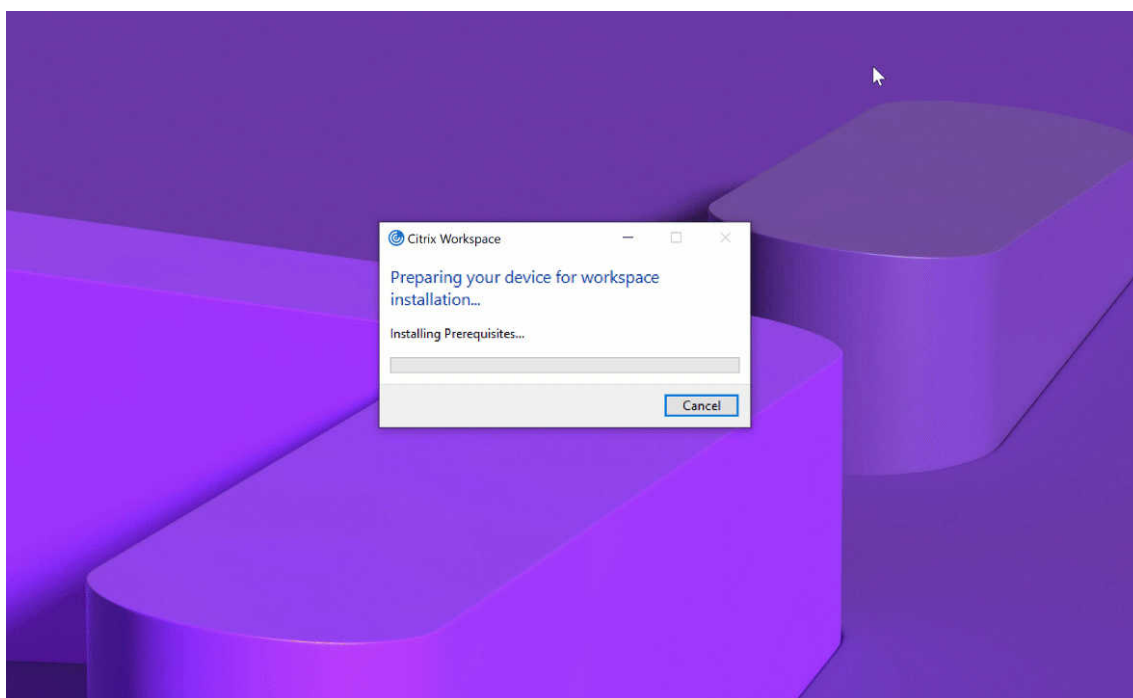 Citrix Workspace
Preparing your device for workspace
installation...
Installing Prerequisites...
Cancel